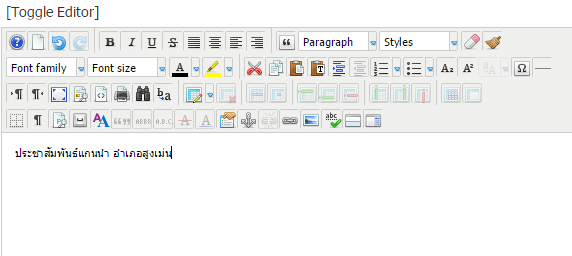 [Toggle Editor]
Paragraph Styles
Font family Font size
ประชาสัมพันธ์แกนนำ อำเภอสูงเม่น